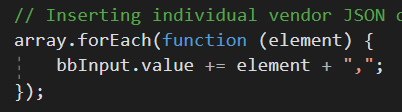 // Inserting individual vendor JSON
array.forEach(function (element) {
bbInput.value += element + ",";
});